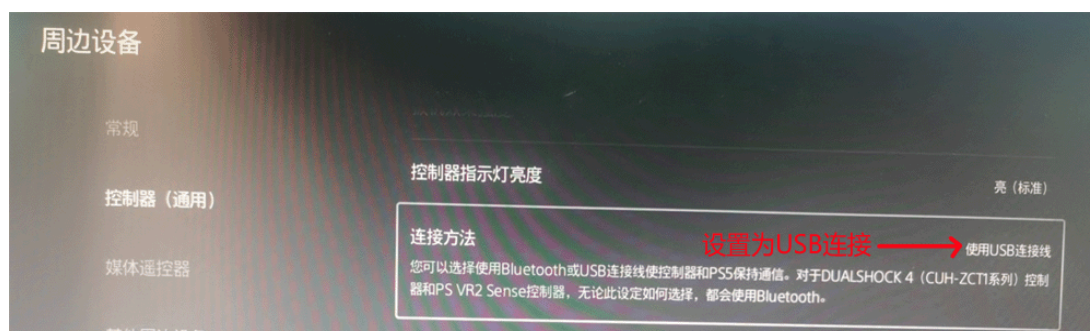 周边设备
常规
控制器（通用）
控制器指示灯亮度
亮（标准）
连接方法
设置为USB连接
使用USB连接线
您可以选择使用Bluetooth或USB连接线使控制器和PS5保持通信。对于DUALSHOCK 4（CUH-ZCT1系列）控制
器和PS VR2 Sense控制器，无论此设定如何选择，都会使用Bluetooth。
媒体遥控器